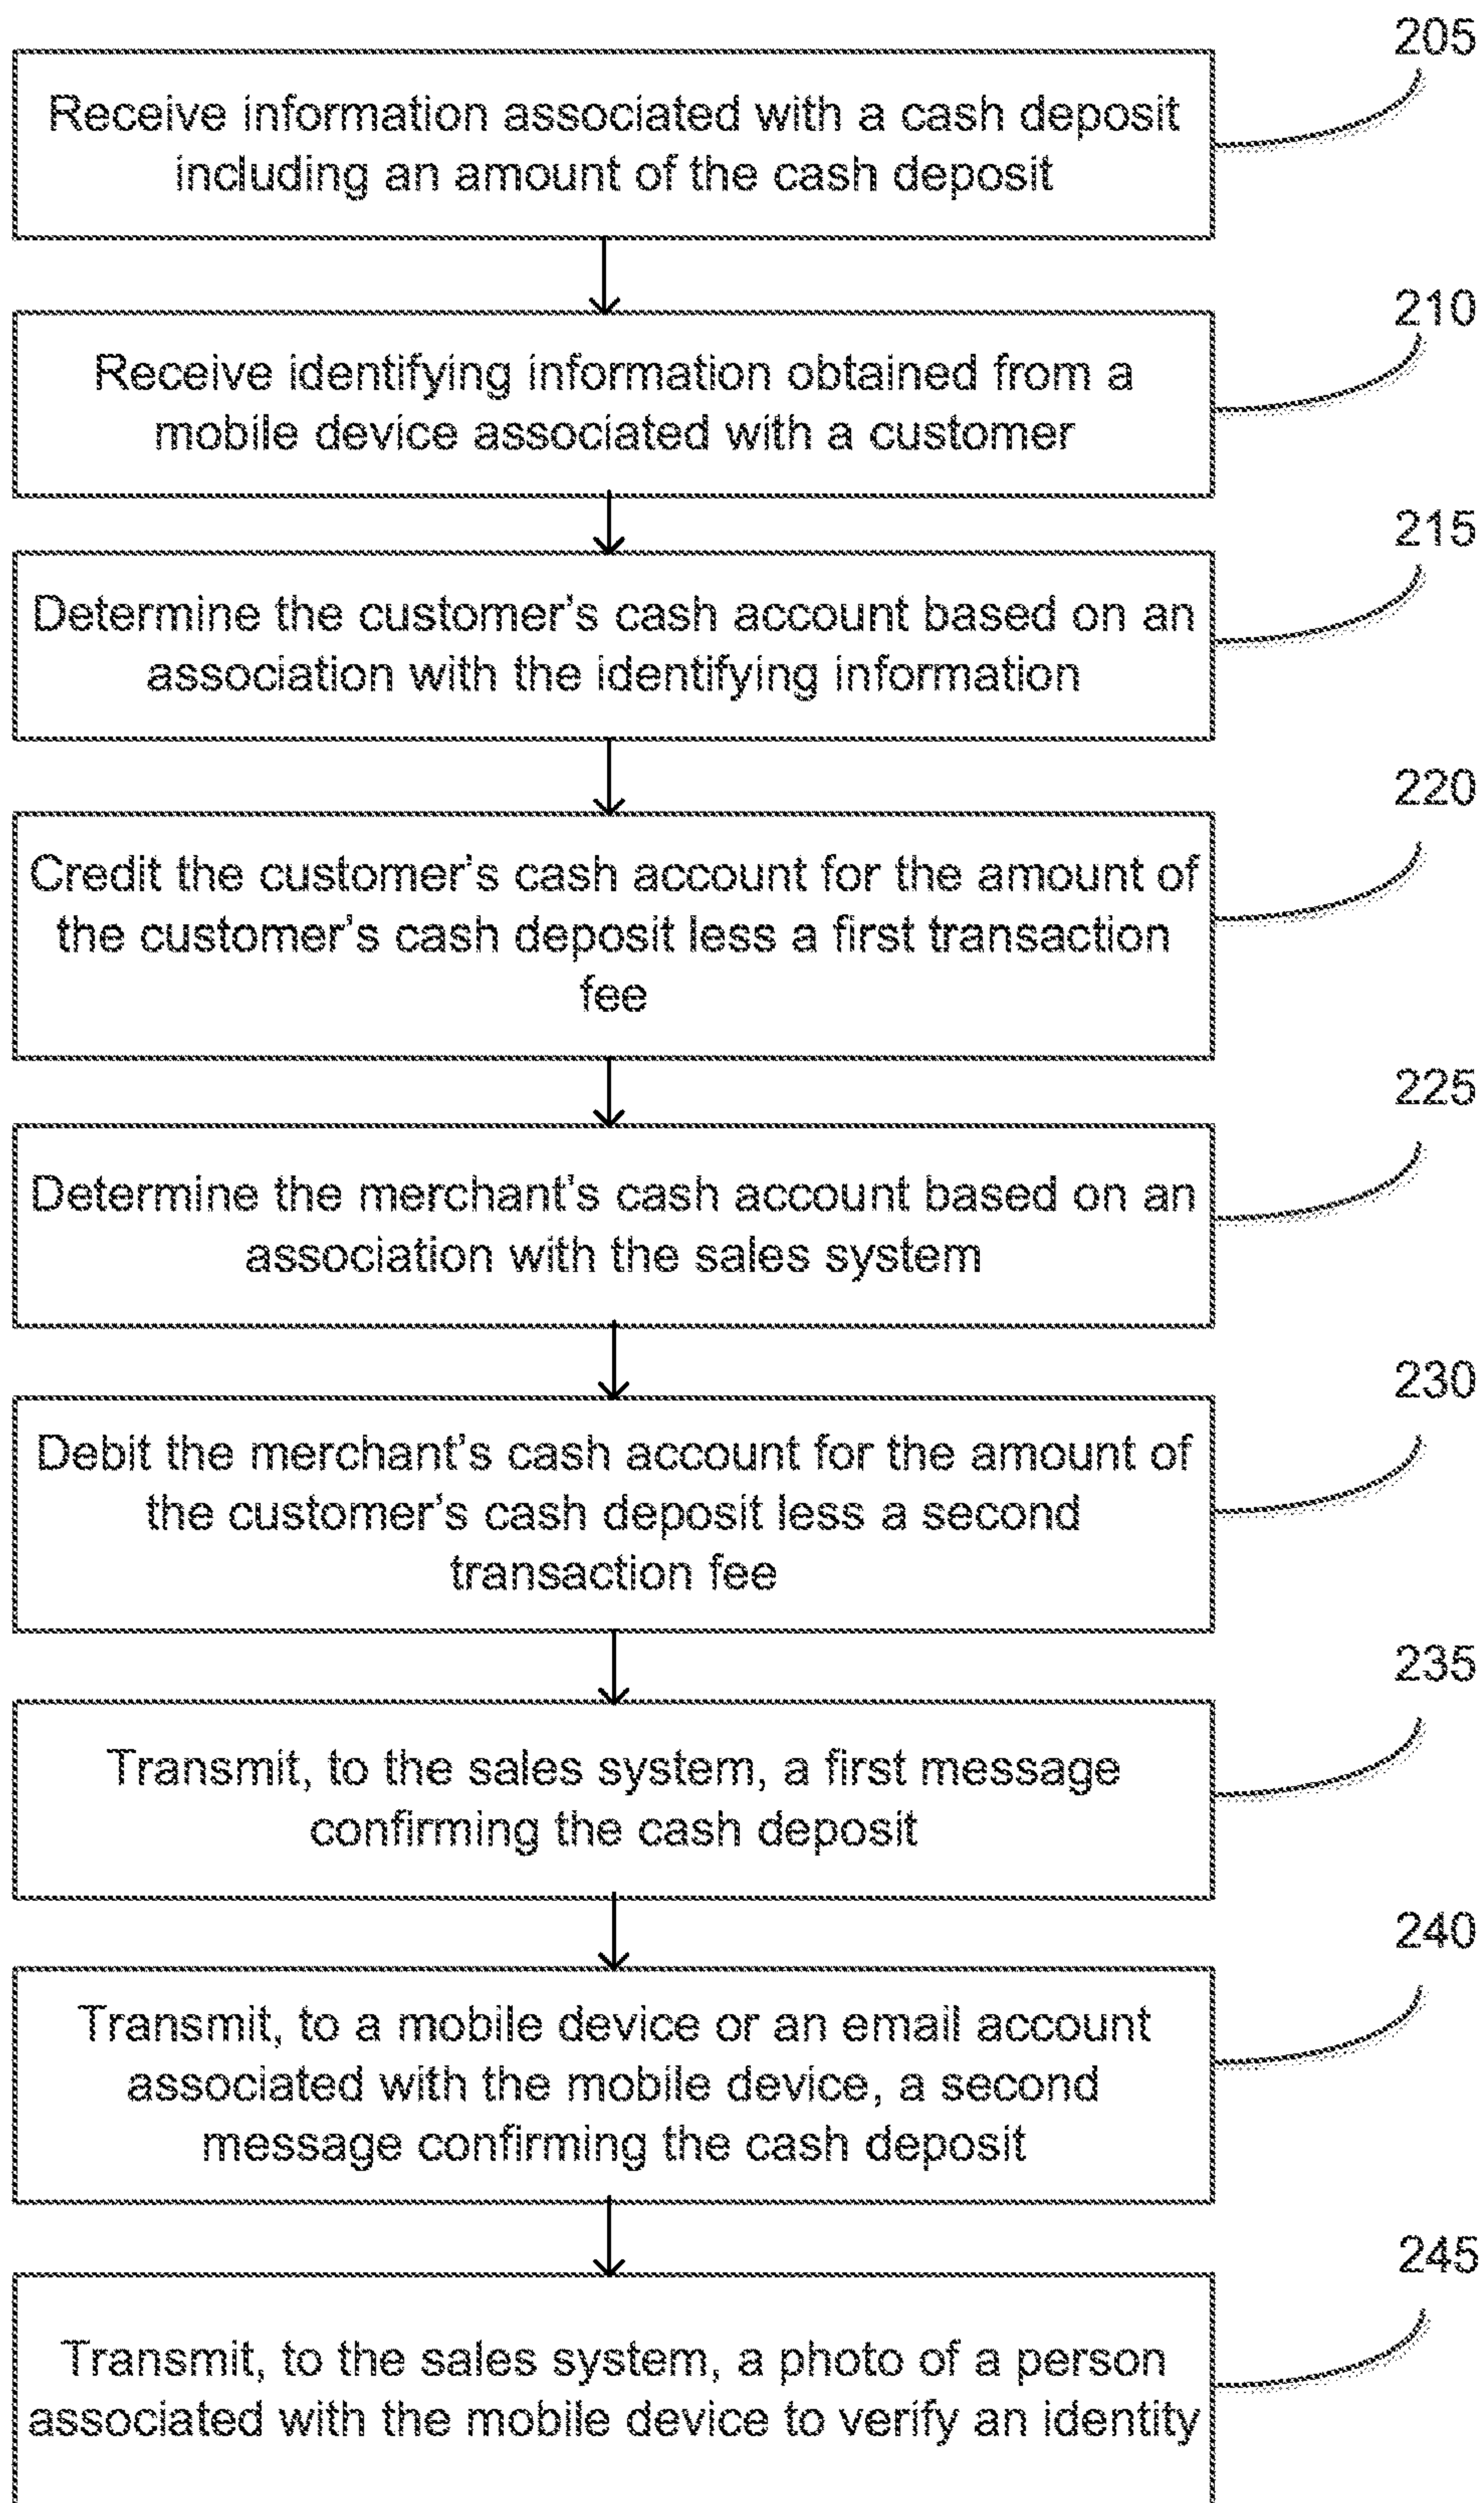 205
Receive information associated with a cash deposit
including an amount of the cash deposit
210
Receive identifying information obtained from a
mobile device associated with a customer
215
Determine the customer's cash account based on an
association with the identifying information
220
Credit the customer's cash account for the amount of
the customer's cash deposit less a first transaction
fee
225
Determine the merchant's cash account based on an
association with the sales system
230
Debit the merchant's cash account for the amount of
the customer's cash deposit less a second
transaction fee
235
Transmit, to the sales system, a first message
confirming the cash deposit
240
Transmit, to a mobile device or an email account
associated with the mobile device, a second
message confirming the cash deposit
245
Transmit, to the sales system, a photo of a person
associated with the mobile device to verify an identity